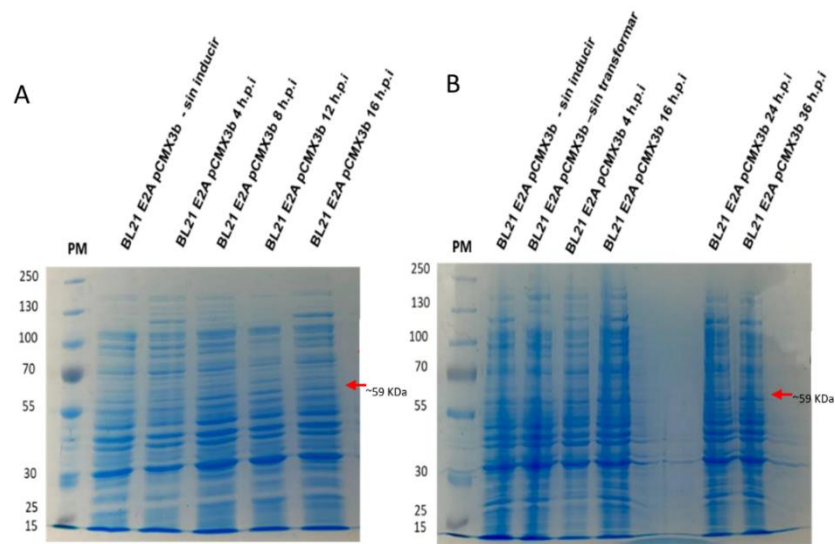 A
PM
BL21 E2A pCMX3b - sin inducir
BL21 E2A pCMX3b 4 h.p.i
BL21 E2A pCMX3b 8 h.p.i
BL21 E2A pCMX3b 12 h.p.i
BL21 E2A pCMX3b 16 h.p.i
250
130
100
70
55
30
25
15
~59 KDa
B
PM
BL21 E2A pCMX3b - sin inducir
BL21 E2A pCMX3b –sin transformar
BL21 E2A pCMX3b 4 h.p.i
BL21 E2A pCMX3b 16 h.p.i
BL21 E2A pCMX3b 24 h.p.i
BL21 E2A pCMX3b 36 h.p.i
250
130
100
70
55
30
25
15
~59 KDa